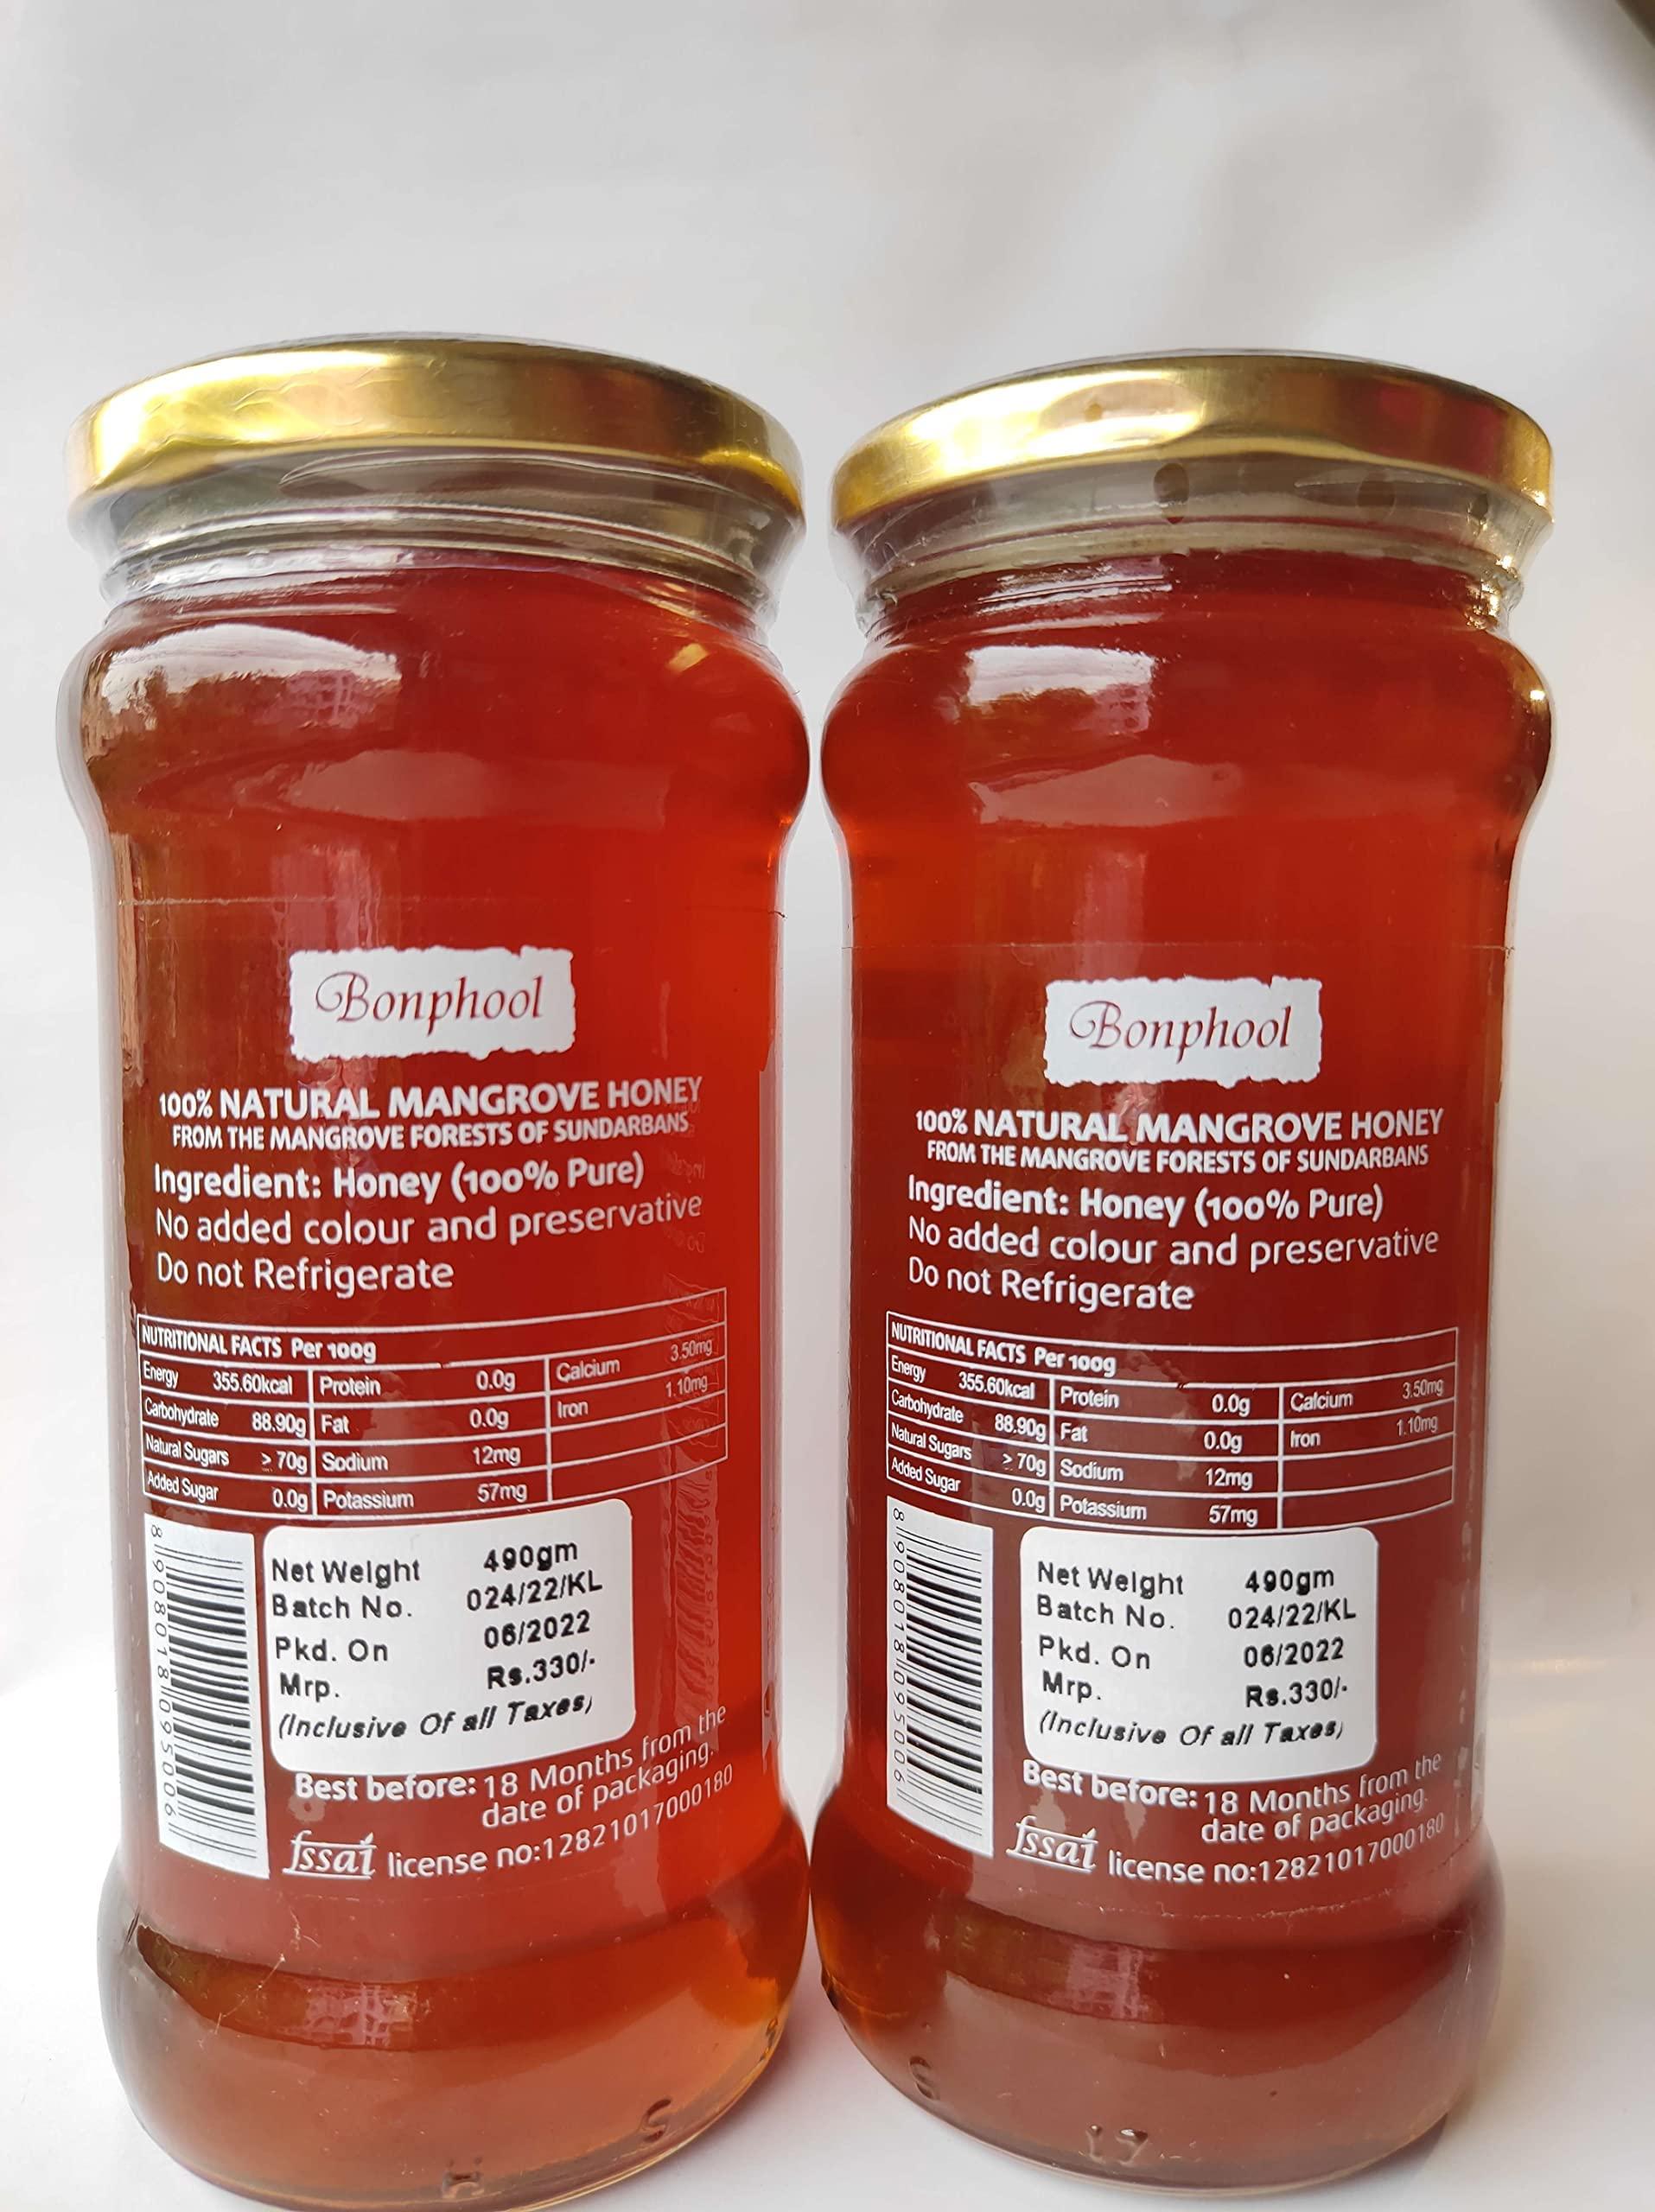 Bonphool
100% NATURAL MANGROVE HONEY
FROM THE MANGROVE FORESTS OF SUNDARBANS
Ingredient: Honey (100% Pure)
No added colour and preservative
Do not Refrigerate
NUTRITIONAL FACTS Per 100g
Energy 355.60kcal Protein 0.0g Calcium 3.50mg
Carbohydrate 88.90g Fat 0.0g Iron 1.10mg
Natural Sugars > 70g Sodium 12mg
Added Sugar 0.0g Potassium 57mg
8 908018 095006
Net Weight 490gm
Batch No. 024/22/KL
Pkd. On 06/2022
Mrp. Rs.330/-
(Inclusive Of all Taxes)
Best before: 18 Months from the
date of packaging.
fssai license no:12821017000180
Bonphool
100% NATURAL MANGROVE HONEY
FROM THE MANGROVE FORESTS OF SUNDARBANS
Ingredient: Honey (100% Pure)
No added colour and preservative
Do not Refrigerate
NUTRITIONAL FACTS Per 100g
Energy 355.60kcal Protein 0.0g Calcium 3.50mg
Carbohydrate 88.90g Fat 0.0g Iron 1.10mg
Natural Sugars > 70g Sodium 12mg
Added Sugar 0.0g Potassium 57mg
8 908018 095006
Net Weight 490gm
Batch No. 024/22/KL
Pkd. On 06/2022
Mrp. Rs.330/-
(Inclusive Of all Taxes)
Best before: 18 Months from the
date of packaging.
fssai license no:12821017000180